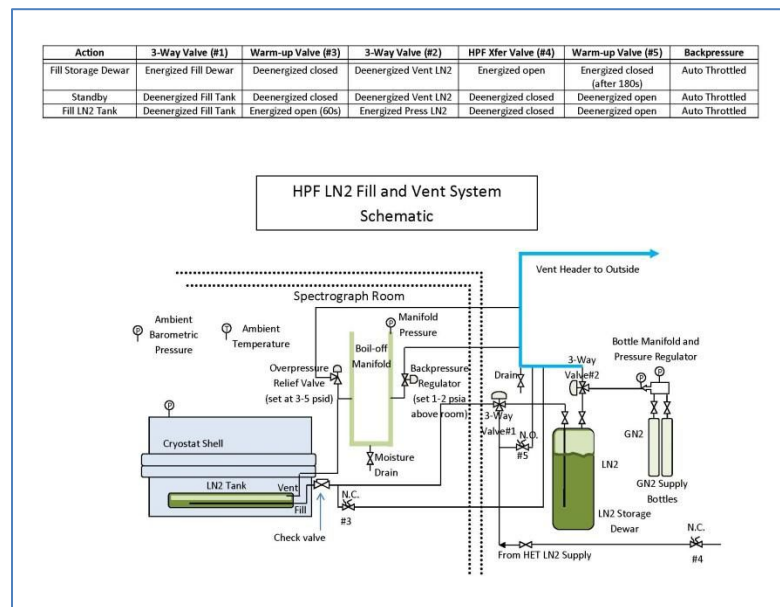 Action 3-Way Valve (#1) Warm-up Valve (#3) 3-Way Valve (#2) HPF Xfer Valve (#4) Warm-up Valve (#5) Backpressure
Fill Storage Dewar Energized Fill Dewar Deenergized closed Deenergized Vent LN2 Energized open Energized closed Auto Throttled
(after 180s)
Standby Deenergized Fill Tank Deenergized closed Deenergized Vent LN2 Deenergized closed Deenergized open Auto Throttled
Fill LN2 Tank Deenergized Fill Tank Energized open (60s) Energized Press LN2 Deenergized closed Deenergized open Auto Throttled
HPF LN2 Fill and Vent System
Schematic
Vent Header to Outside
Spectrograph Room
P
Ambient
Barometric
Pressure
T
Ambient
Temperature
P
Manifold
Pressure
Boil-off
Manifold
Overpressure
Relief Valve
(set at 3-5 psid)
Backpressure
Regulator
(set 1-2 psia
above room)
Drain
3-Way
Valve#2
Bottle Manifold and
Pressure Regulator
P
P
3-Way
Valve#1
N.O.
#5
GN2
GN2 Supply
Bottles
LN2
LN2 Storage
Dewar
P
Cryostat Shell
LN2 Tank
Vent
Fill
Moisture
Drain
N.C.
#3
Check valve
From HET LN2 Supply
N.C.
#4